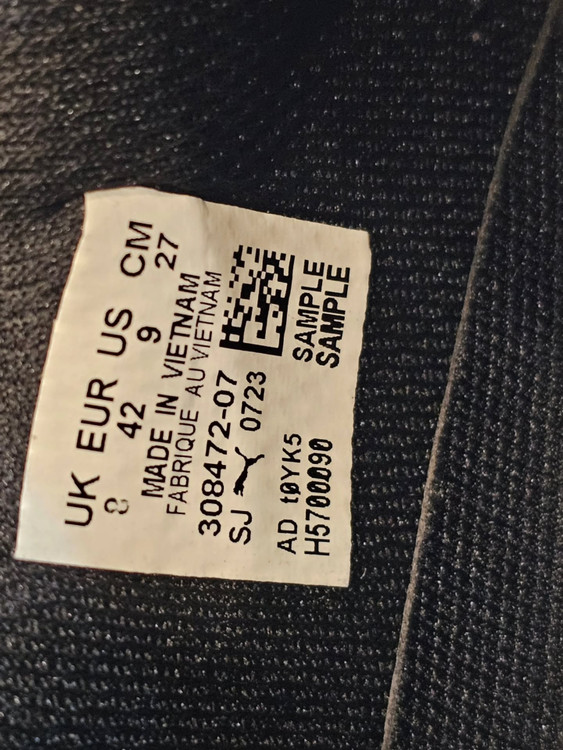 UK EUR US CM
8 42 9 27
MADE IN VIETNAM
FABRIQUE AU VIETNAM
308472-07
SJ 0723
SAMPLE
SAMPLE
AD t0YK5
H5700090